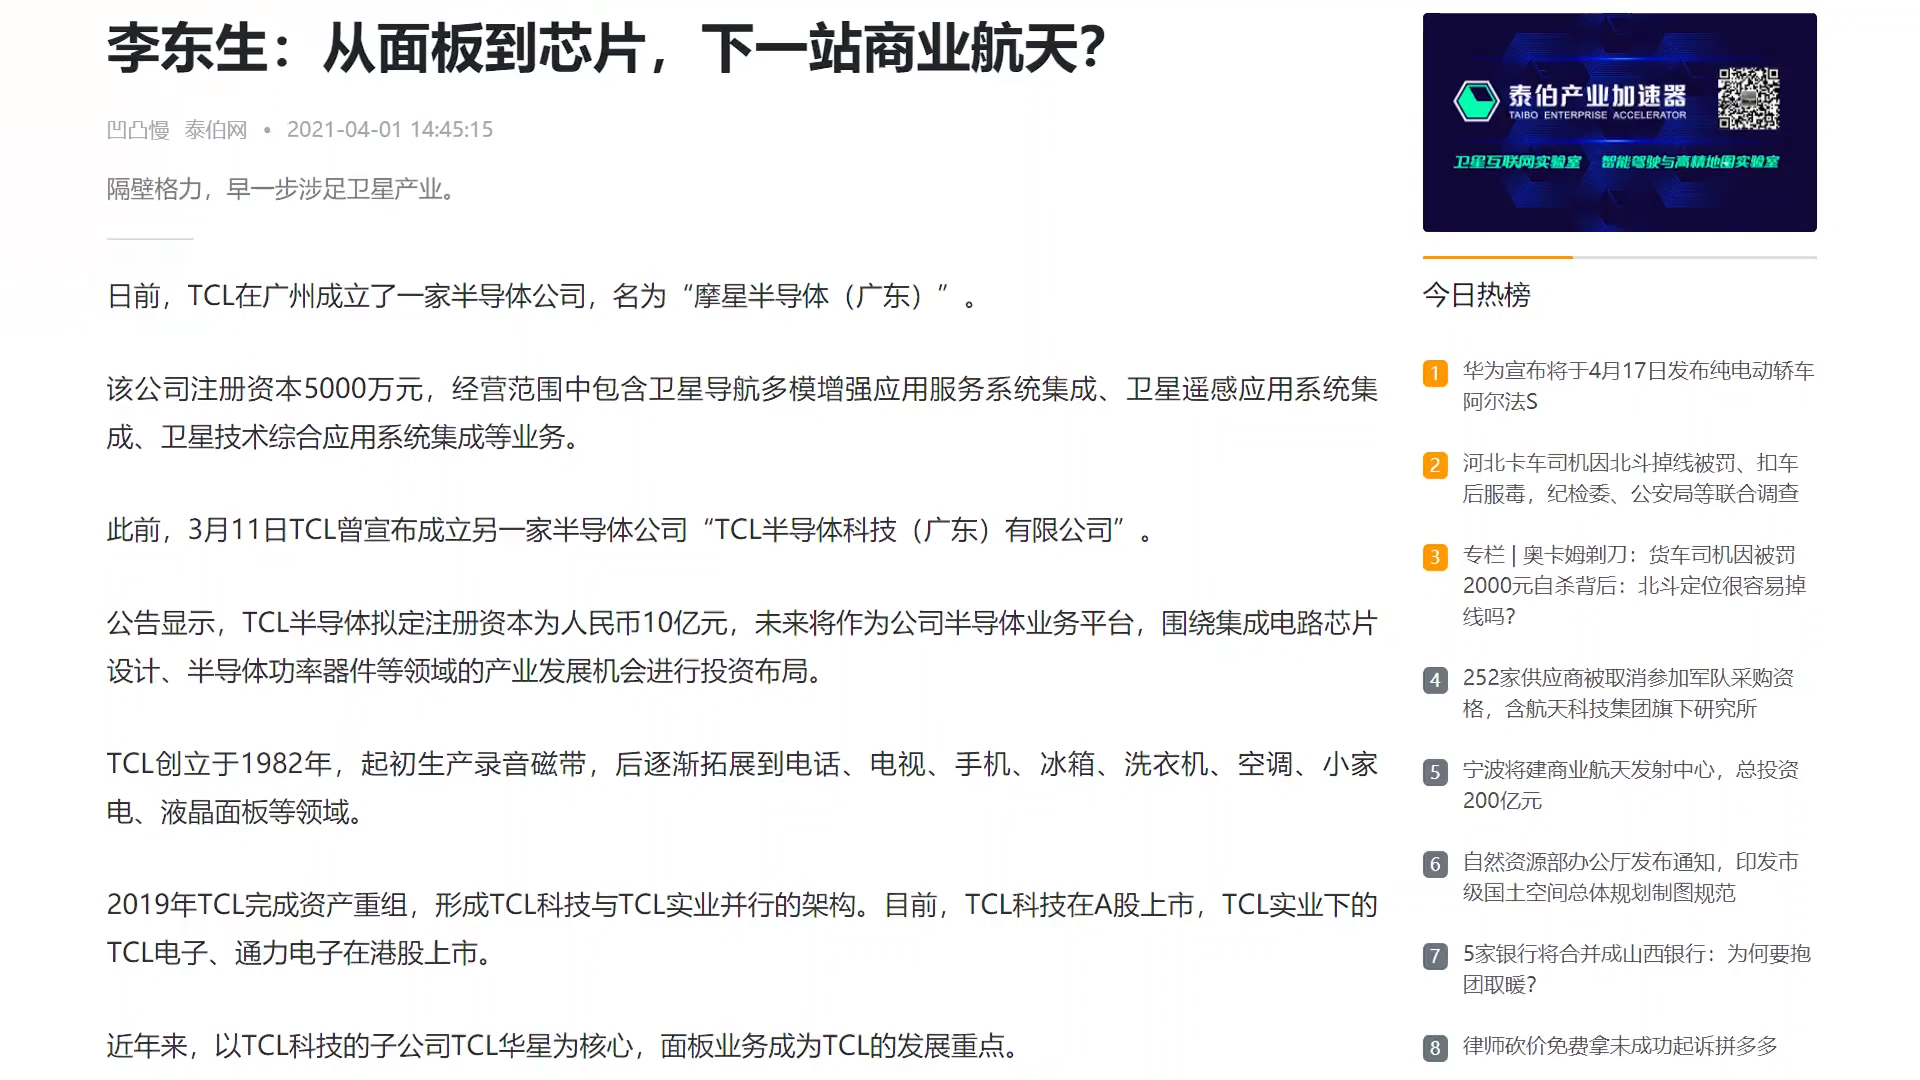 李东生：从面板到芯片，下一站商业航天？
凹凸慢 泰伯网 • 2021-04-01 14:45:15
隔壁格力，早一步涉足卫星产业。
日前，TCL在广州成立了一家半导体公司，名为“摩星半导体（广东）”。
该公司注册资本5000万元，经营范围中包含卫星导航多模增强应用服务系统集成、卫星遥感应用系统集
成、卫星技术综合应用系统集成等业务。
此前，3月11日TCL曾宣布成立另一家半导体公司“TCL半导体科技（广东）有限公司”。
公告显示，TCL半导体拟定注册资本为人民币10亿元，未来将作为公司半导体业务平台，围绕集成电路芯片
设计、半导体功率器件等领域的产业发展机会进行投资布局。
TCL创立于1982年，起初生产录音磁带，后逐渐拓展到电话、电视、手机、冰箱、洗衣机、空调、小家
电、液晶面板等领域。
2019年TCL完成资产重组，形成TCL科技与TCL实业并行的架构。目前，TCL科技在A股上市，TCL实业下的
TCL电子、通力电子在港股上市。
近年来，以TCL科技的子公司TCL华星为核心，面板业务成为TCL的发展重点。
泰伯产业加速器
TAIBO ENTERPRISE ACCELERATOR
卫星互联网实验室 智能驾驶与高精地图实验室
今日热榜
1 华为宣布将于4月17日发布纯电动轿车
阿尔法S
2 河北卡车司机因北斗掉线被罚、扣车
后服毒，纪检委、公安局等联合调查
3 专栏 | 奥卡姆剃刀：货车司机因被罚
2000元自杀背后：北斗定位很容易掉
线吗？
4 252家供应商被取消参加军队采购资
格，含航天科技集团旗下研究所
5 宁波将建商业航天发射中心，总投资
200亿元
6 自然资源部办公厅发布通知，印发市
级国土空间总体规划制图规范
7 5家银行将合并成山西银行：为何要抱
团取暖？
8 律师砍价免费拿未成功起诉拼多多